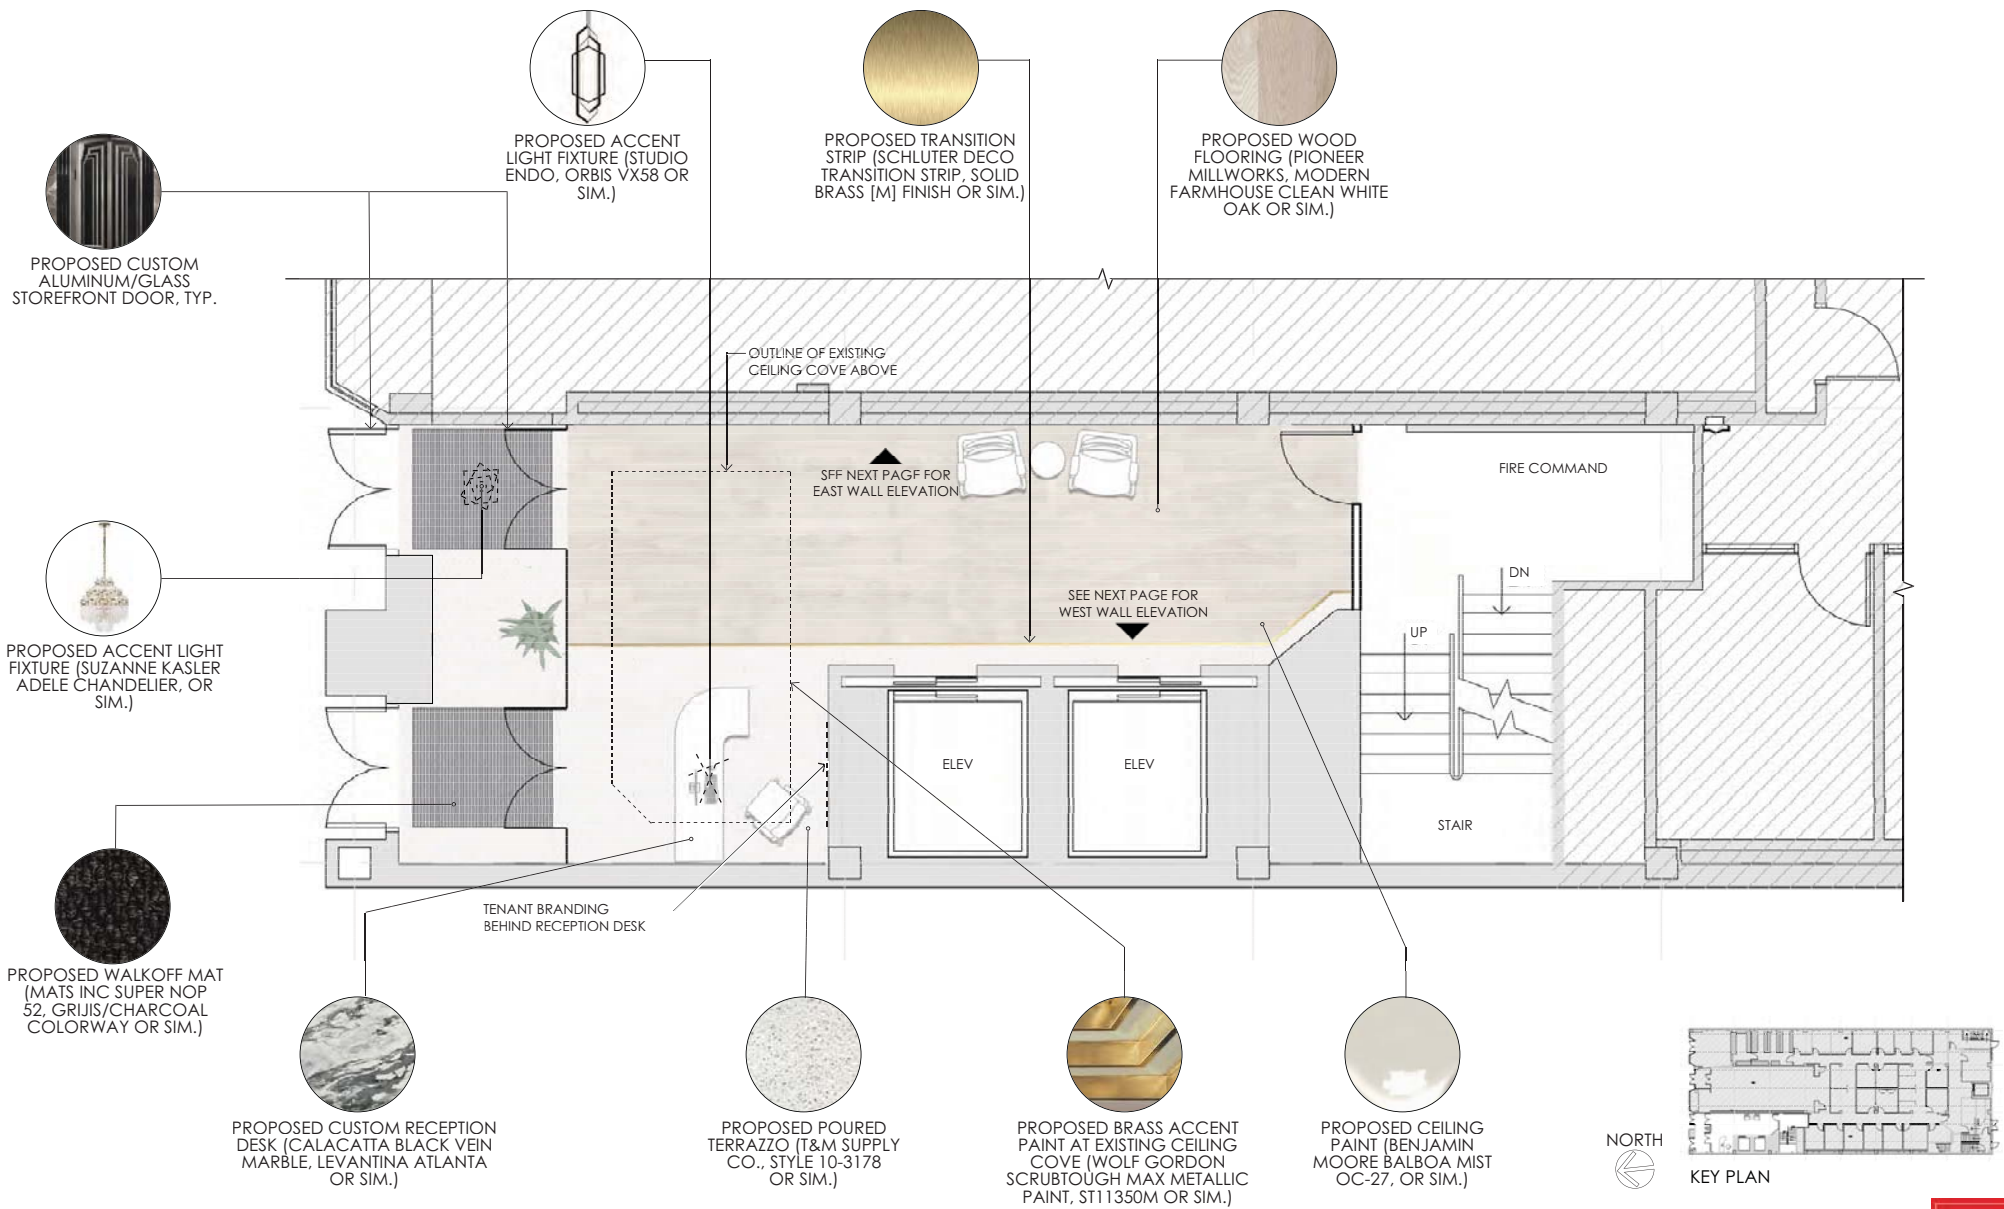 PROPOSED ACCENT
LIGHT FIXTURE (STUDIO
ENDO, ORBIS VX58 OR
SIM.)
PROPOSED TRANSITION
STRIP (SCHLUTER DECO
TRANSITION STRIP, SOLID
BRASS [M] FINISH OR SIM.)
PROPOSED WOOD
FLOORING (PIONEER
MILLWORKS, MODERN
FARMHOUSE CLEAN WHITE
OAK OR SIM.)
PROPOSED CUSTOM
ALUMINUM/GLASS
STOREFRONT DOOR, TYP.
OUTLINE OF EXISTING
CEILING COVE ABOVE
SEE NEXT PAGE FOR
EAST WALL ELEVATION
FIRE COMMAND
DN
SEE NEXT PAGE FOR
WEST WALL ELEVATION
UP
PROPOSED ACCENT LIGHT
FIXTURE (SUZANNE KASLER
ADELE CHANDELIER, OR
SIM.)
ELEV
ELEV
STAIR
TENANT BRANDING
BEHIND RECEPTION DESK
PROPOSED WALKOFF MAT
(MATS INC SUPER NOP
52, GRIJIS/CHARCOAL
COLORWAY OR SIM.)
PROPOSED CUSTOM RECEPTION
DESK (CALACATTA BLACK VEIN
MARBLE, LEVANTINA ATLANTA
OR SIM.)
PROPOSED POURED
TERRAZZO (T&M SUPPLY
CO., STYLE 10-3178
OR SIM.)
PROPOSED BRASS ACCENT
PAINT AT EXISTING CEILING
COVE (WOLF GORDON
SCRUBTOUGH MAX METALLIC
PAINT, ST11350M OR SIM.)
PROPOSED CEILING
PAINT (BENJAMIN
MOORE BALBOA MIST
OC-27, OR SIM.)
NORTH
KEY PLAN